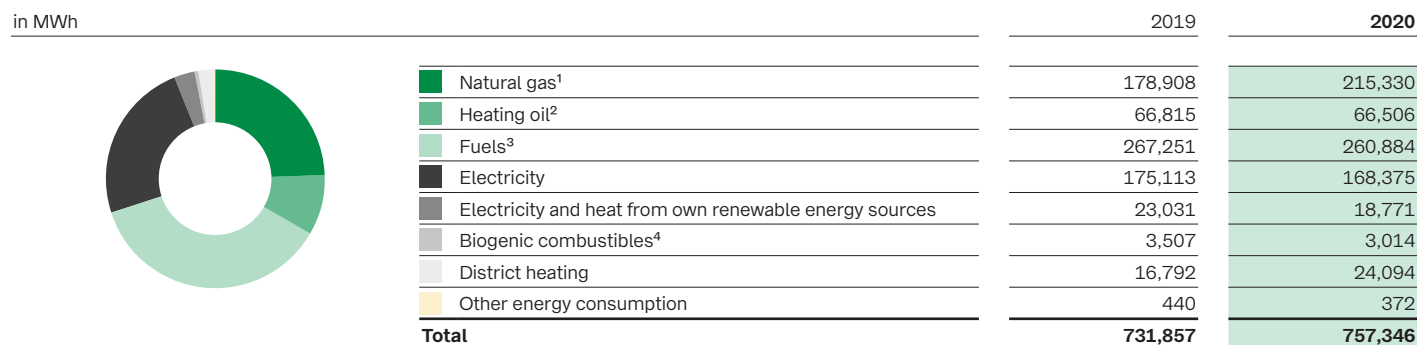 in MWh 2019 2020
Natural gas¹ 178,908 215,330
Heating oil² 66,815 66,506
Fuels³ 267,251 260,884
Electricity 175,113 168,375
Electricity and heat from own renewable energy sources 23,031 18,771
Biogenic combustibles⁴ 3,507 3,014
District heating 16,792 24,094
Other energy consumption 440 372
Total 731,857 757,346